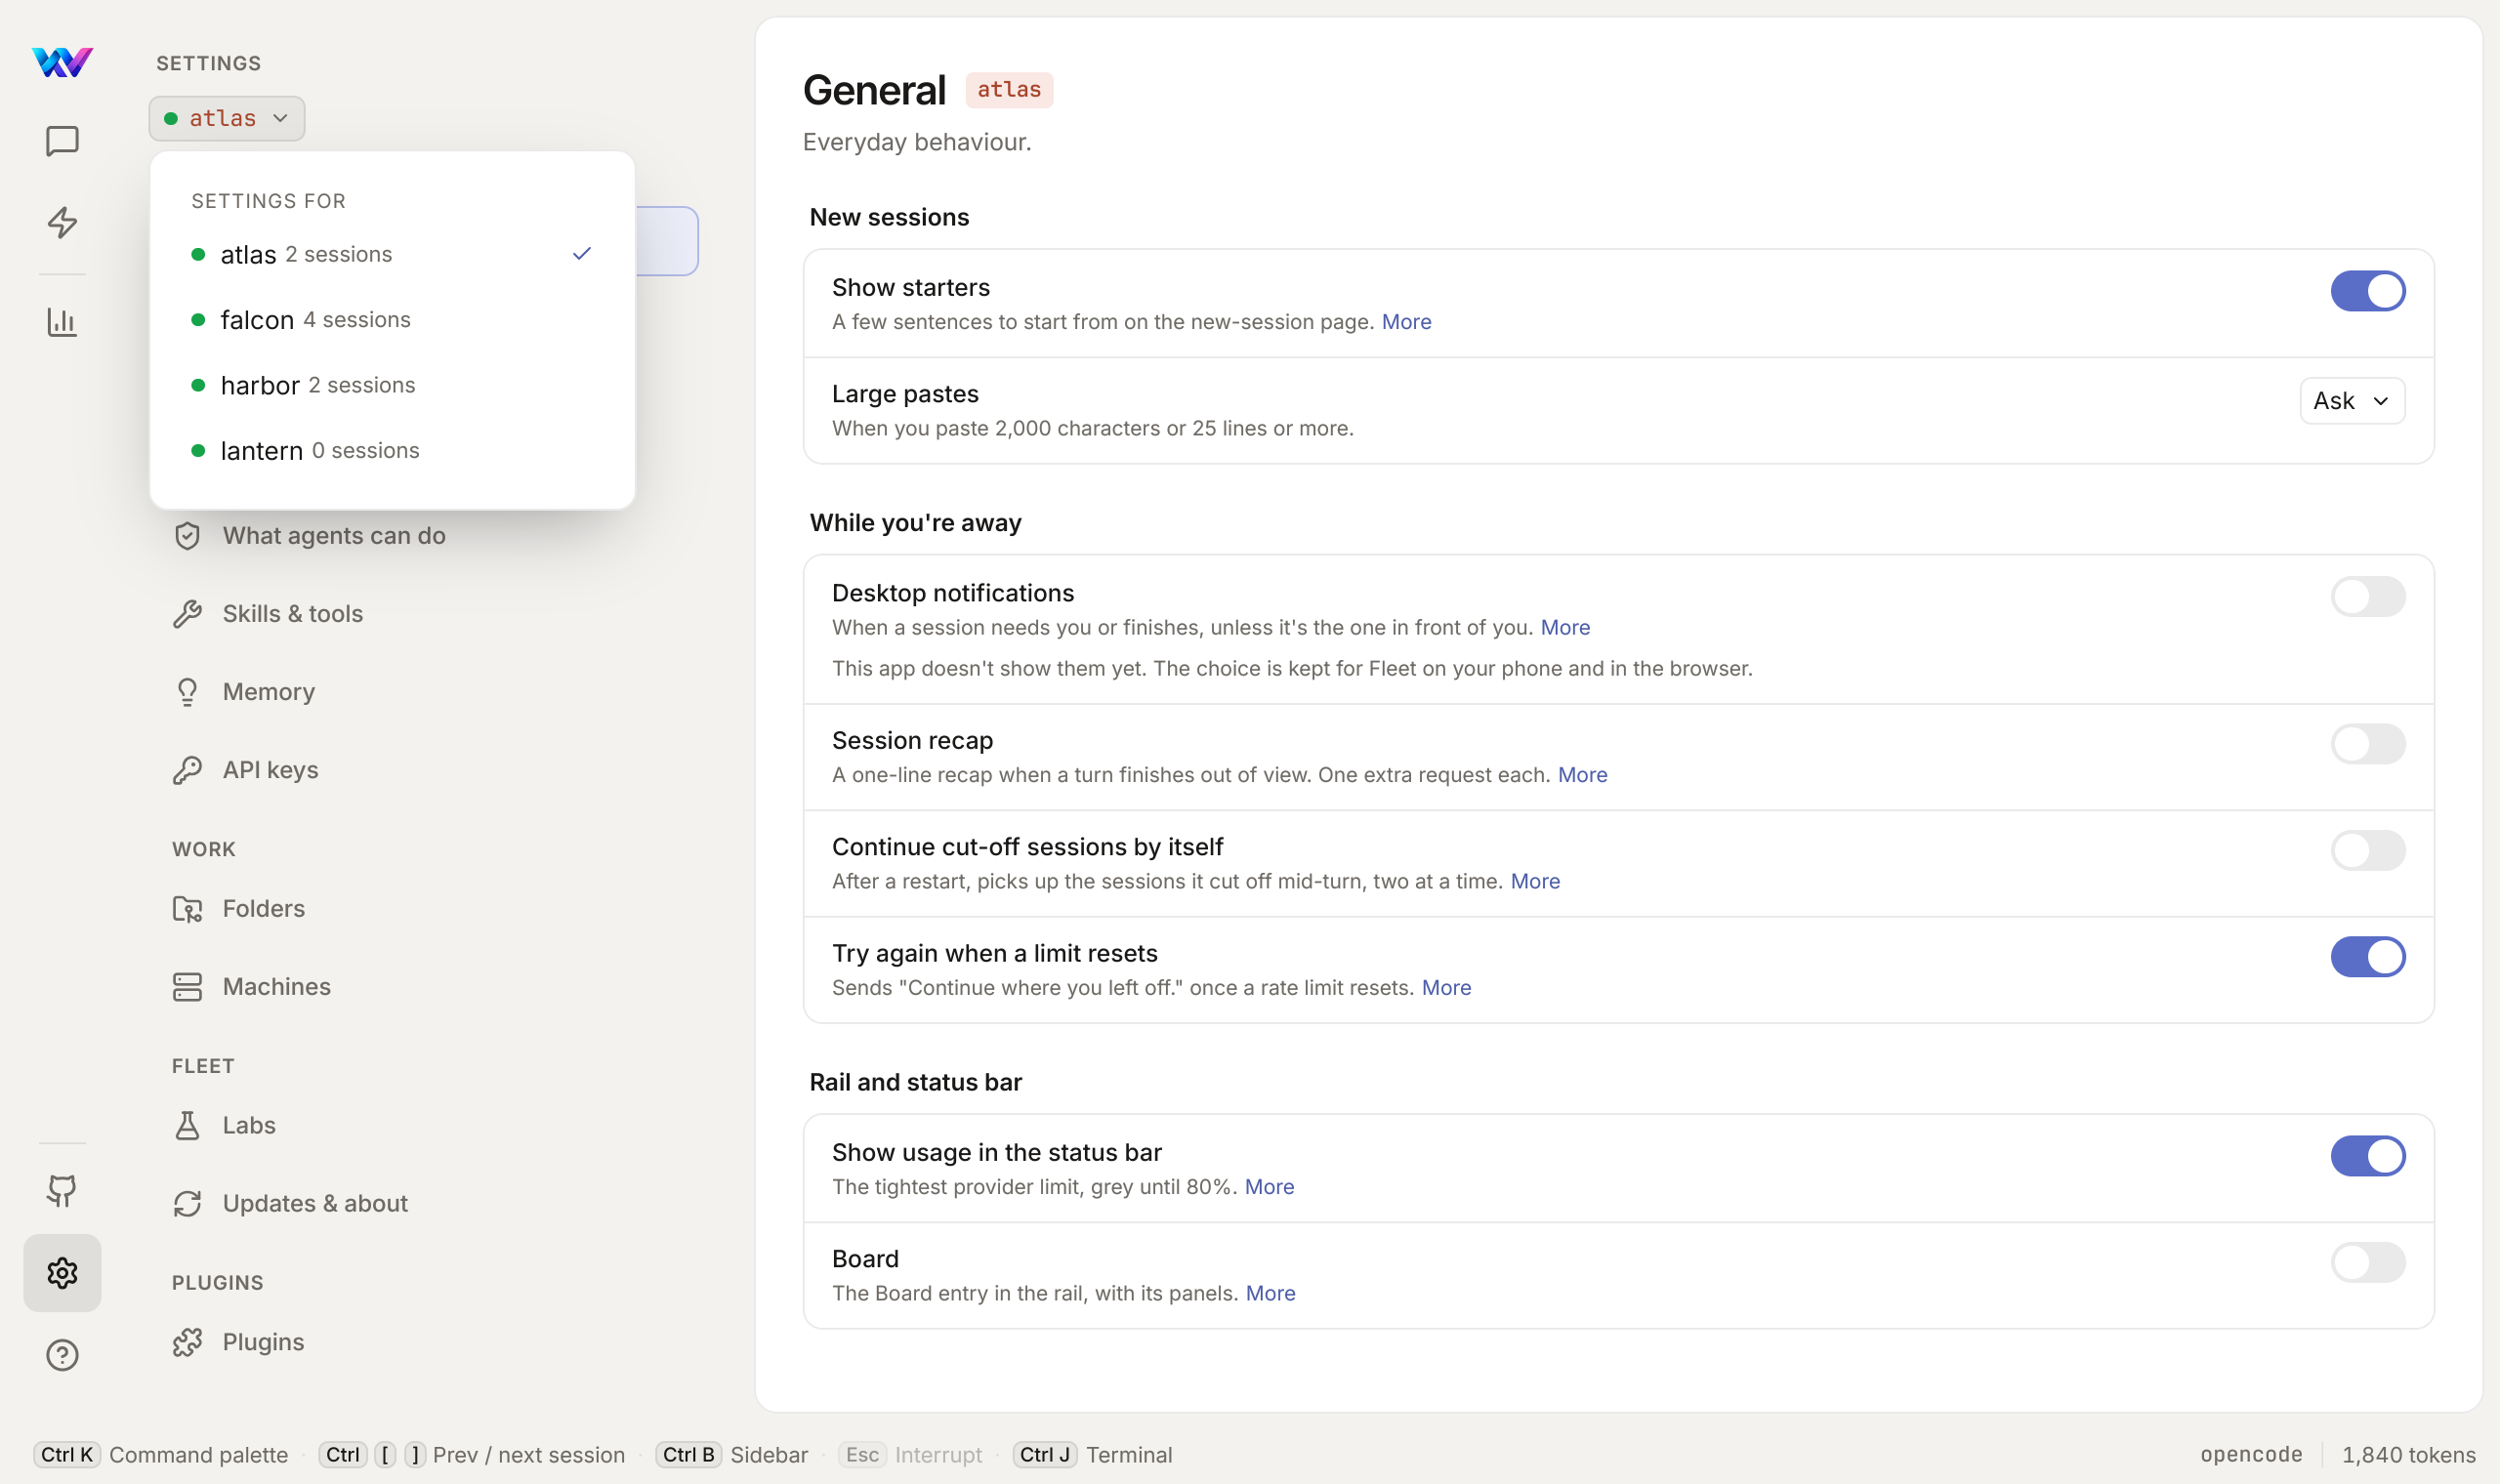 SETTINGS
atlas
SETTINGS FOR
atlas 2 sessions
falcon 4 sessions
harbor 2 sessions
lantern 0 sessions
What agents can do
Skills & tools
Memory
API keys
WORK
Folders
Machines
FLEET
Labs
Updates & about
PLUGINS
Plugins
General atlas
Everyday behaviour.
New sessions
Show starters
A few sentences to start from on the new-session page. More
Large pastes
When you paste 2,000 characters or 25 lines or more.
Ask
While you're away
Desktop notifications
When a session needs you or finishes, unless it's the one in front of you. More
This app doesn't show them yet. The choice is kept for Fleet on your phone and in the browser.
Session recap
A one-line recap when a turn finishes out of view. One extra request each. More
Continue cut-off sessions by itself
After a restart, picks up the sessions it cut off mid-turn, two at a time. More
Try again when a limit resets
Sends "Continue where you left off." once a rate limit resets. More
Rail and status bar
Show usage in the status bar
The tightest provider limit, grey until 80%. More
Board
The Board entry in the rail, with its panels. More
Ctrl K Command palette · Ctrl [ ] Prev / next session · Ctrl B Sidebar · Esc Interrupt · Ctrl J Terminal
opencode 1,840 tokens